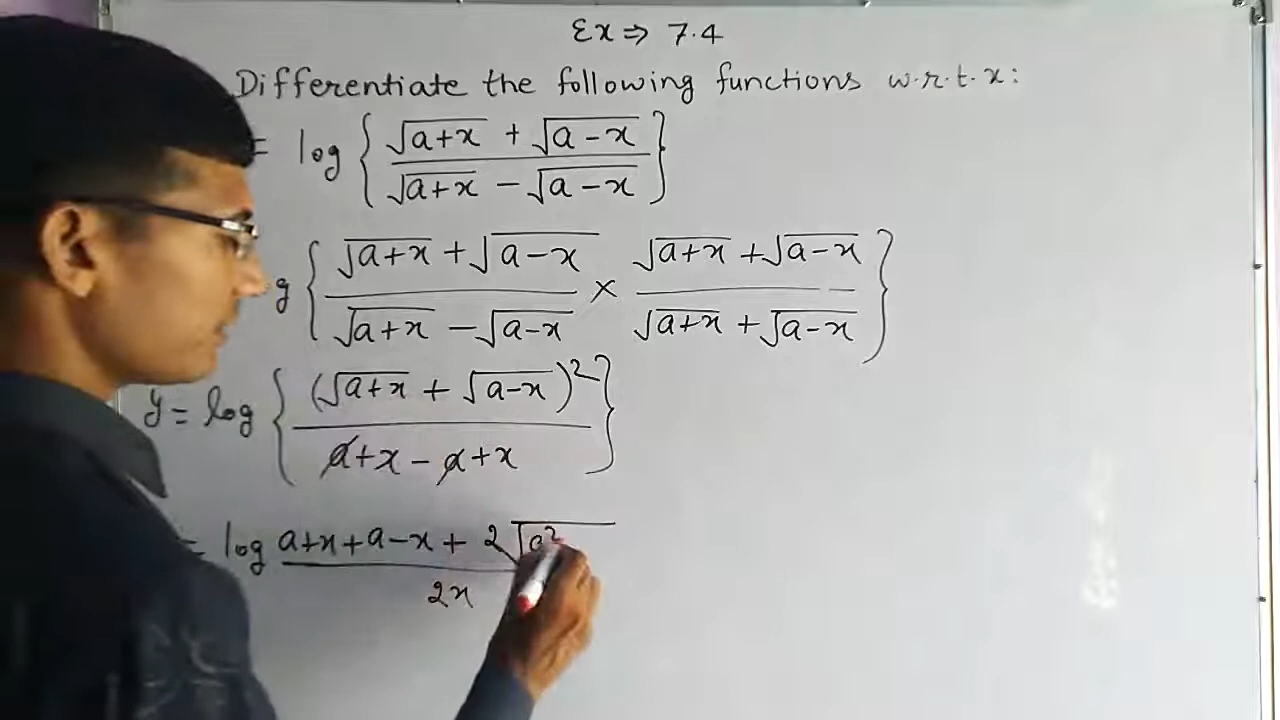 Ex ⇒ 7.4
Differentiate the following functions w.r.t. x:
= log { (√(a+x) + √(a-x)) / (√(a+x) - √(a-x)) }
g { (√(a+x) + √(a-x)) / (√(a+x) - √(a-x)) × (√(a+x) + √(a-x)) / (√(a+x) + √(a-x)) }
y = log { (√(a+x) + √(a-x))² / (a+x-a+x) }
= log (a+x+a-x+2√(a²)) / 2x